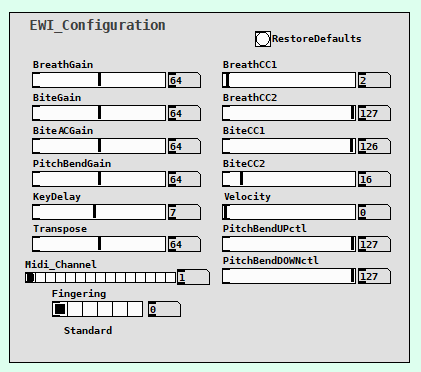 EWI_Configuration
RestoreDefaults
BreathGain
64
BiteGain
64
BiteACGain
64
PitchBendGain
64
KeyDelay
7
Transpose
64
Midi_Channel
1
Fingering
0
Standard
BreathCC1
2
BreathCC2
127
BiteCC1
126
BiteCC2
16
Velocity
0
PitchBendUPctl
127
PitchBendDOWNctl
127